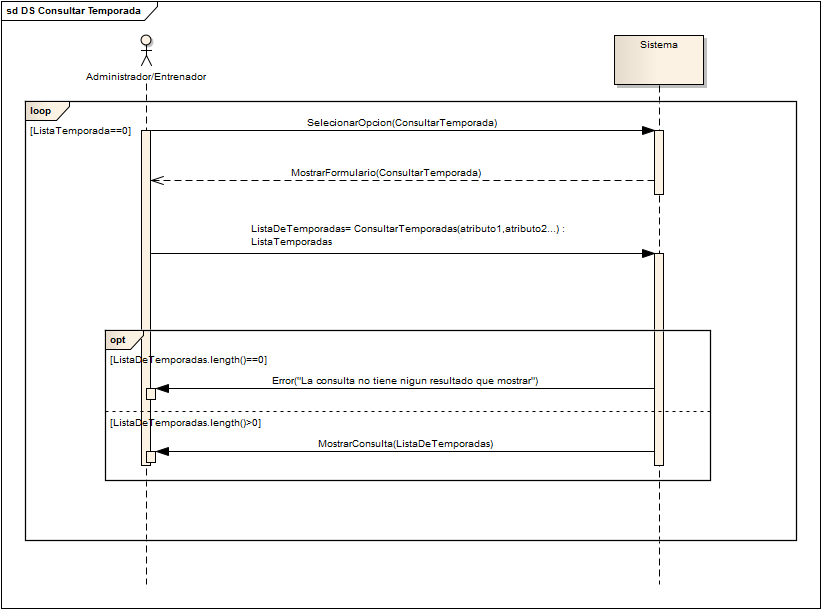 sd DS Consultar Temporada
Administrador/Entrenador
Sistema
loop
[ListaTemporada==0]
SelecionarOpcion(ConsultarTemporada)
MostrarFormulario(ConsultarTemporada)
ListaDeTemporadas= ConsultarTemporadas(atributo1,atributo2...) :
ListaTemporadas
opt
[ListaDeTemporadas.length()==0]
Error("La consulta no tiene nigun resultado que mostrar")
[ListaDeTemporadas.length()>0]
MostrarConsulta(ListaDeTemporadas)